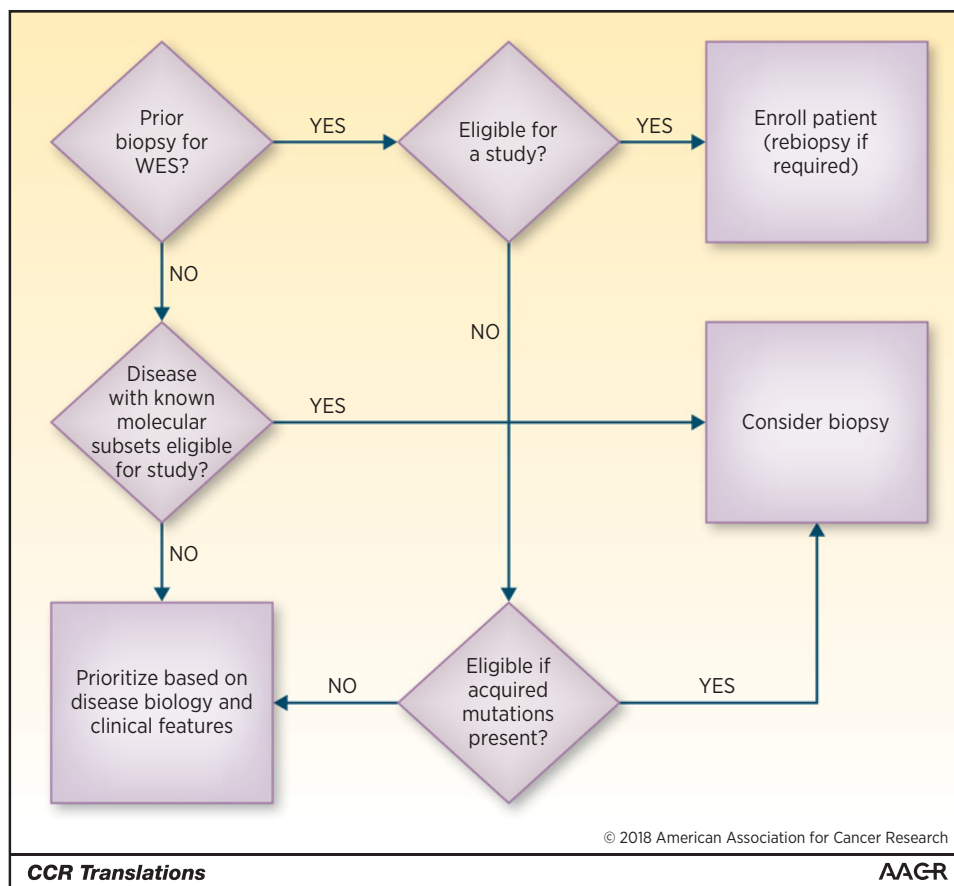 Prior
biopsy for
WES?
YES
Eligible for
a study?
YES
Enroll patient
(rebiopsy if
required)
NO
NO
Disease
with known
molecular
subsets eligible
for study?
YES
Consider biopsy
NO
Prioritize based on
disease biology and
clinical features
NO
Eligible if
acquired
mutations
present?
YES
© 2018 American Association for Cancer Research
CCR Translations
AACR